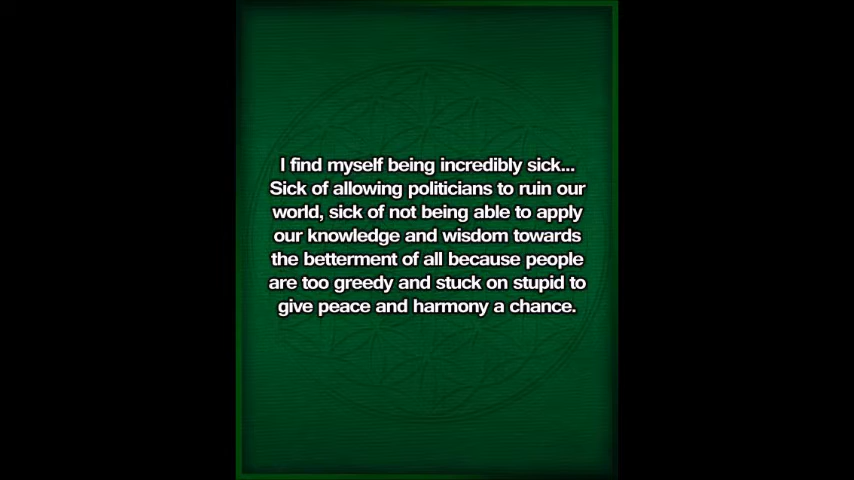 I find myself being incredibly sick...
Sick of allowing politicians to ruin our
world, sick of not being able to apply
our knowledge and wisdom towards
the betterment of all because people
are too greedy and stuck on stupid to
give peace and harmony a chance.